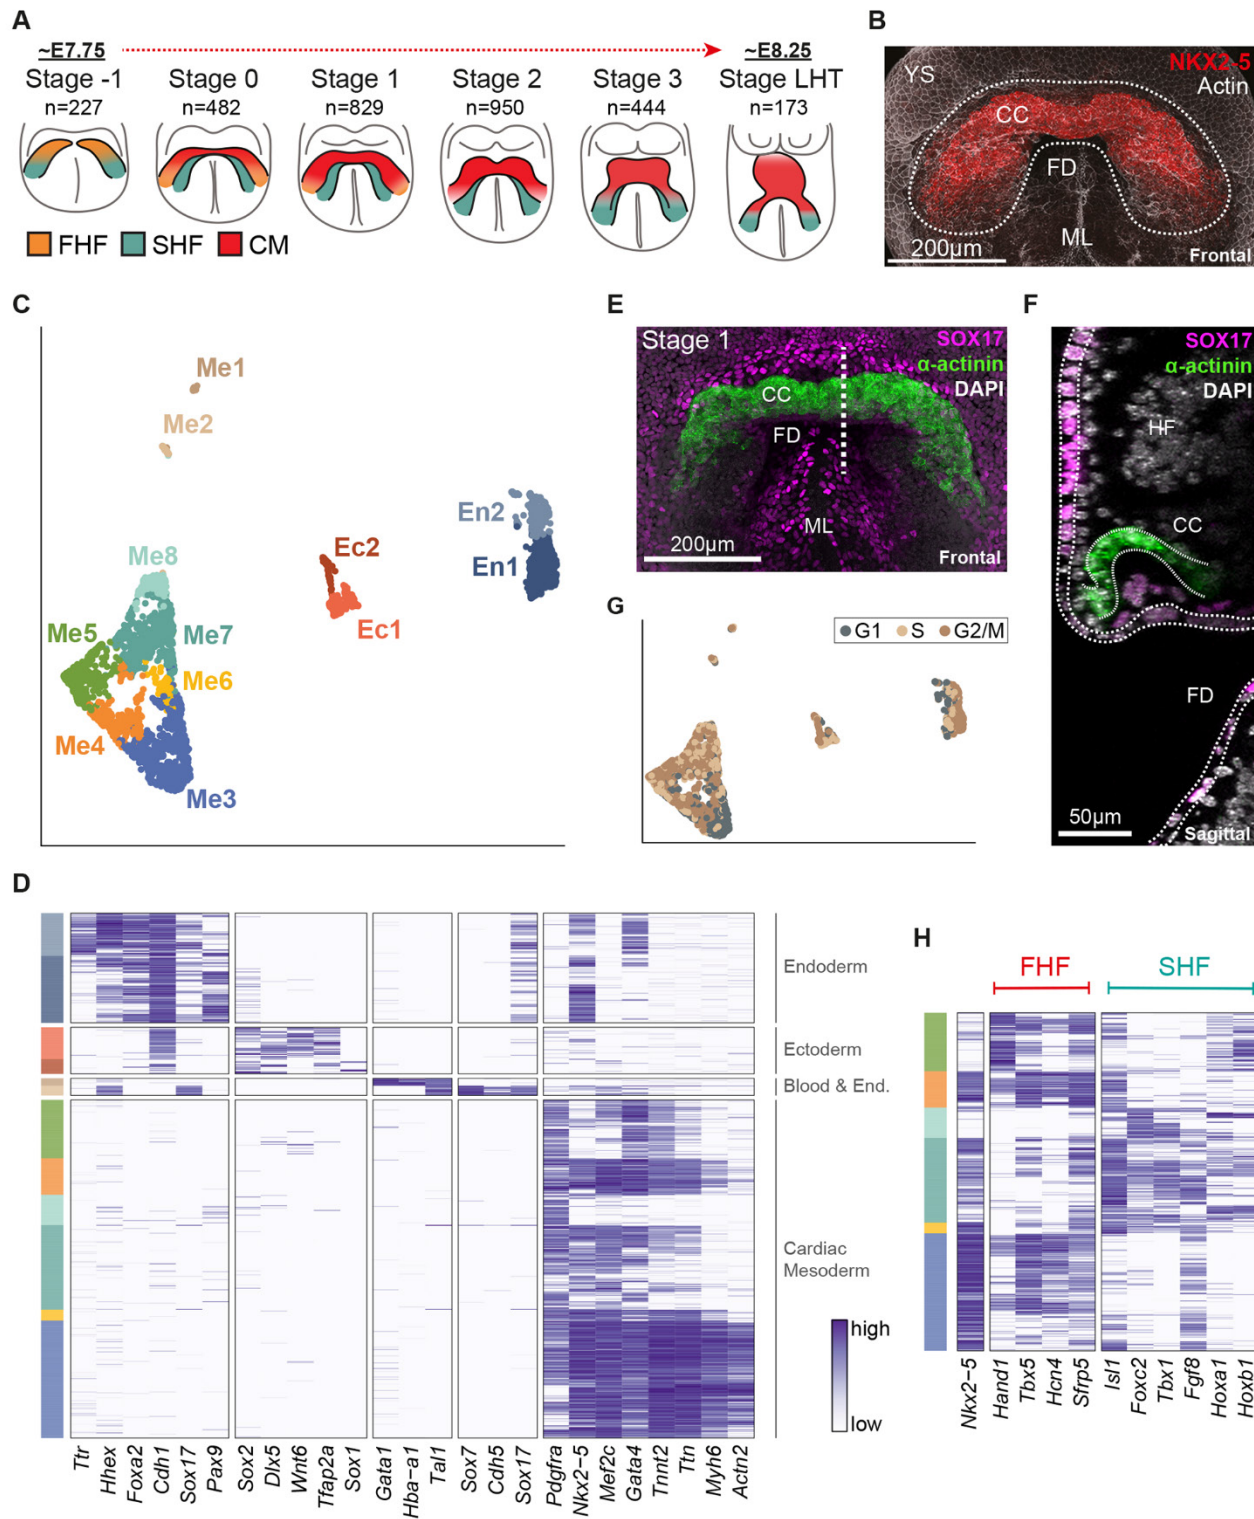 A
~E7.75
~E8.25
Stage -1
Stage 0
Stage 1
Stage 2
Stage 3
Stage LHT
n=227
n=482
n=829
n=950
n=444
n=173
FHF
SHF
CM
B
NKX2-5
Actin
YS
CC
FD
ML
200µm
Frontal
C
Me1
Me2
Me8
Me5
Me7
Me6
Me4
Me3
Ec2
Ec1
En2
En1
E
Stage 1
SOX17
α-actinin
DAPI
CC
FD
ML
200µm
Frontal
F
SOX17
α-actinin
DAPI
HF
CC
FD
50µm
Sagittal
G
G1
S
G2/M
D
Endoderm
Ectoderm
Blood & End.
Cardiac
Mesoderm
high
low
Ttr
Hhex
Foxa2
Cdh1
Sox17
Pax9
Sox2
Dlx5
Wnt6
Tfap2a
Sox1
Gata1
Hba-a1
Tal1
Sox7
Cdh5
Sox17
Pdgfra
Nkx2-5
Mef2c
Gata4
Tnnt2
Ttn
Myh6
Actn2
H
FHF
SHF
Nkx2-5
Hand1
Tbx5
Hcn4
Sfrp5
Isl1
Foxc2
Tbx1
Fgf8
Hoxa1
Hoxb1